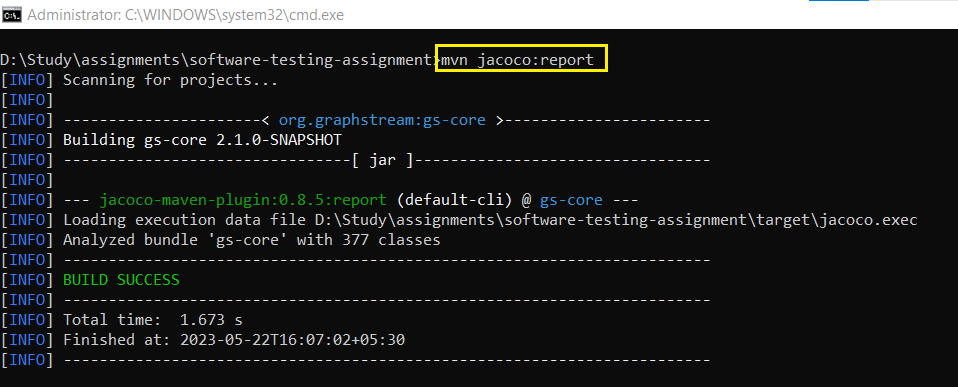 Administrator: C:\WINDOWS\system32\cmd.exe
D:\Study\assignments\software-testing-assignment>mvn jacoco:report
[INFO] Scanning for projects...
[INFO]
[INFO] ----------------------< org.graphstream:gs-core >-----------------------
[INFO] Building gs-core 2.1.0-SNAPSHOT
[INFO] --------------------------------[ jar ]---------------------------------
[INFO]
[INFO] --- jacoco-maven-plugin:0.8.5:report (default-cli) @ gs-core ---
[INFO] Loading execution data file D:\Study\assignments\software-testing-assignment\target\jacoco.exec
[INFO] Analyzed bundle 'gs-core' with 377 classes
[INFO] ------------------------------------------------------------------------
[INFO] BUILD SUCCESS
[INFO] ------------------------------------------------------------------------
[INFO] Total time:  1.673 s
[INFO] Finished at: 2023-05-22T16:07:02+05:30
[INFO] ------------------------------------------------------------------------